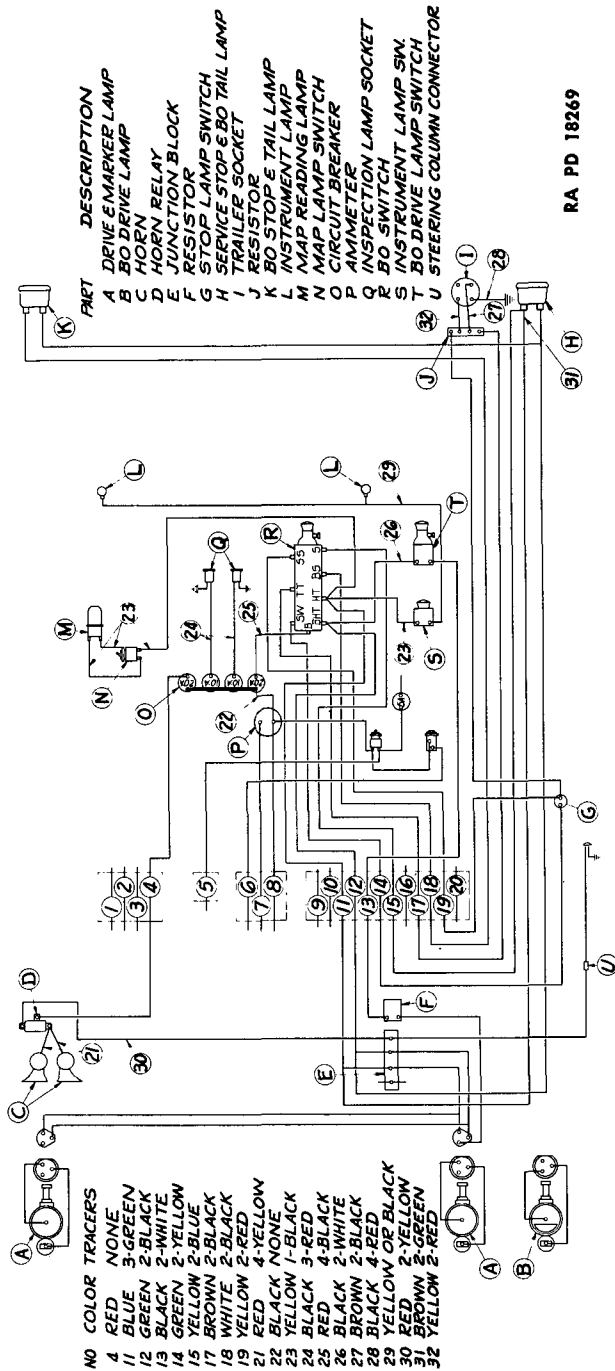 PART DESCRIPTION
A DRIVE & MARKER LAMP
B BO DRIVE LAMP
C HORN
D HORN RELAY
E JUNCTION BLOCK
F RESISTOR
G STOP LAMP SWITCH
H SERVICE STOP & BO TAIL LAMP
I TRAILER SOCKET
J RESISTOR
K BO STOP & TAIL LAMP
L INSTRUMENT LAMP
M MAP READING LAMP
N MAP LAMP SWITCH
O CIRCUIT BREAKER
P AMMETER
Q INSPECTION LAMP SOCKET
R BO SWITCH
S INSTRUMENT LAMP SW.
T BO DRIVE LAMP SWITCH
U STEERING COLUMN CONNECTOR
RA PD 18269
K
I
28
32
27
J
31
H
L
L
29
M
23
N
Q
R
SS
TT
SW
B
S
BS
HT
BHT
26
T
24
25
23
S
O
KO2
KO1
KO1
KO2
22
P
G
1
2
3
4
5
6
7
8
9
10
11
12
13
14
15
16
17
18
19
20
D
C
21
30
E
F
U
A
A
B
NO COLOR TRACERS
4 RED NONE
11 BLUE 3-GREEN
12 GREEN 2-BLACK
13 BLACK 2-WHITE
14 GREEN 2-YELLOW
15 YELLOW 2-BLUE
17 BROWN 2-BLACK
18 WHITE 2-BLACK
19 YELLOW 2-RED
21 RED 4-YELLOW
22 BLACK NONE
23 YELLOW 1-BLACK
24 BLACK 3-RED
25 RED 4-BLACK
26 BLACK 2-WHITE
27 BROWN 2-BLACK
28 BLACK 4-RED
29 YELLOW OR BLACK
30 RED 2-YELLOW
31 BROWN 2-GREEN
32 YELLOW 2-RED